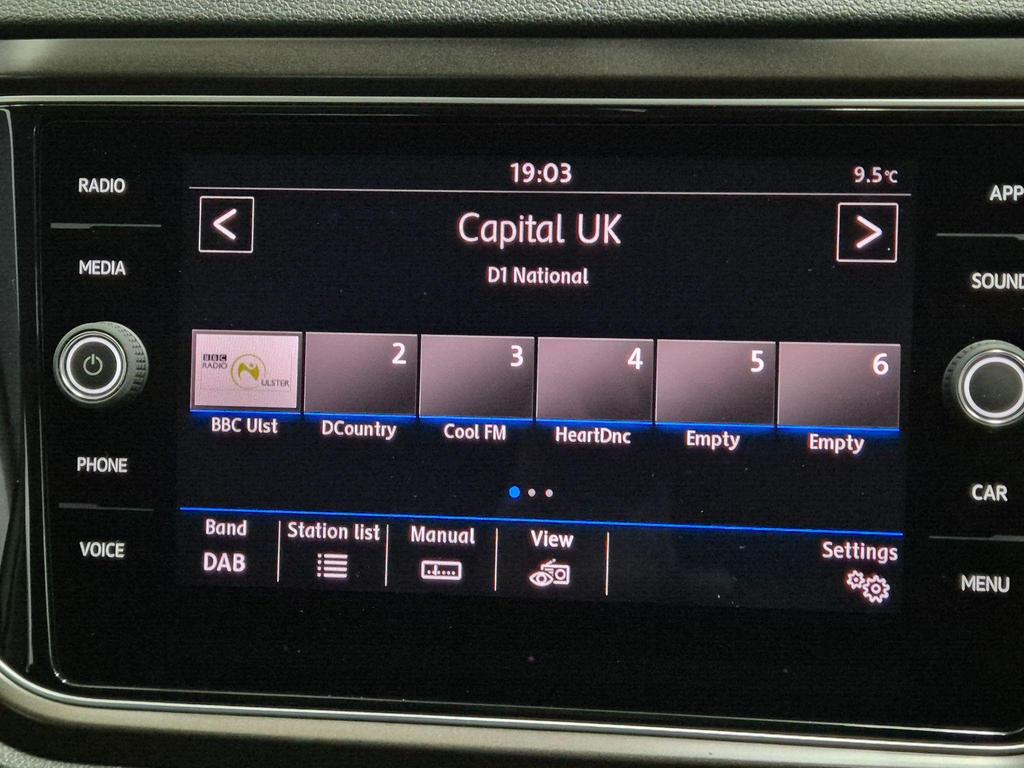 19:03
9.5°C
RADIO
APP
<
Capital UK
>
D1 National
MEDIA
SOUND
2
3
4
5
6
BBC
RADIO
ULSTER
BBC Ulst
DCountry
Cool FM
HeartDnc
Empty
Empty
PHONE
CAR
Band
Station list
Manual
View
Settings
DAB
VOICE
MENU